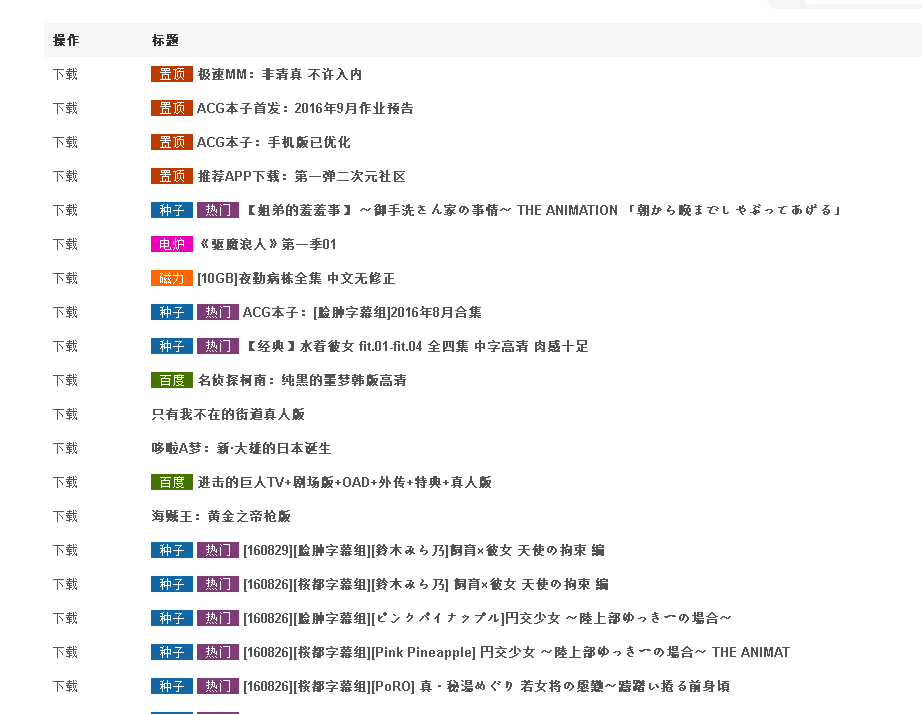 操作 标题
下载 置顶 极速MM：非清真 不许入内
下载 置顶 ACG本子首发：2016年9月作业预告
下载 置顶 ACG本子：手机版已优化
下载 置顶 推荐APP下载：第一弹二次元社区
下载 种子 热门 【姐弟的羞羞事】 ～御手洗さん家の事情～ THE ANIMATION 「朝から晩までしゃぶってあげる」
下载 电炉 《驱魔浪人》第一季01
下载 磁力 [10GB]夜勤病栋全集 中文无修正
下载 种子 热门 ACG本子：[脸肿字幕组]2016年8月合集
下载 种子 热门 【经典】水着彼女 fit.01-fit.04 全四集 中字高清 肉感十足
下载 百度 名侦探柯南：纯黑的噩梦韩版高清
下载 只有我不在的街道真人版
下载 哆啦A梦：新·大雄的日本诞生
下载 百度 进击的巨人TV+剧场版+OAD+外传+特典+真人版
下载 海贼王：黄金之帝枪版
下载 种子 热门 [160829][脸肿字幕组][鈴木みら乃]飼育×彼女 天使の拘束 編
下载 种子 热门 [160826][桜都字幕组][鈴木みら乃] 飼育×彼女 天使の拘束 編
下载 种子 热门 [160826][脸肿字幕组][ピンクパイナップル]円交少女 ～陸上部ゆっきーの場合～
下载 种子 热门 [160826][桜都字幕组][Pink Pineapple] 円交少女 ～陸上部ゆっきーの場合～ THE ANIMAT
下载 种子 热门 [160826][桜都字幕组][PoRO] 真・秘湯めぐり 若女将の慇懃～躊躇い捲る前身頃